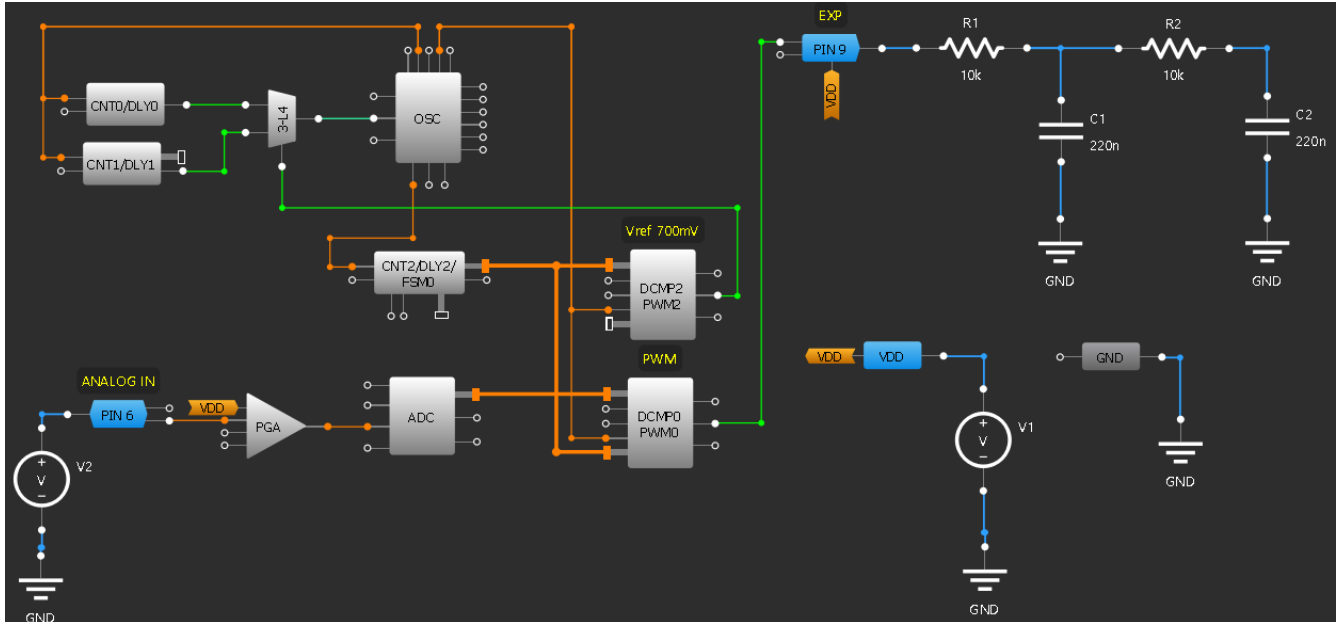 EXP
PIN 9
VDD
R1
10k
R2
10k
C1
220n
C2
220n
GND
GND
CNT0/DLY0
CNT1/DLY1
3-L4
OSC
CNT2/DLY2/
FSM0
Vref 700mV
DCMP2
PWM2
PWM
DCMP0
PWM0
ANALOG IN
PIN 6
VDD
PGA
ADC
V
V2
GND
VDD
VDD
V
V1
GND
GND
GND